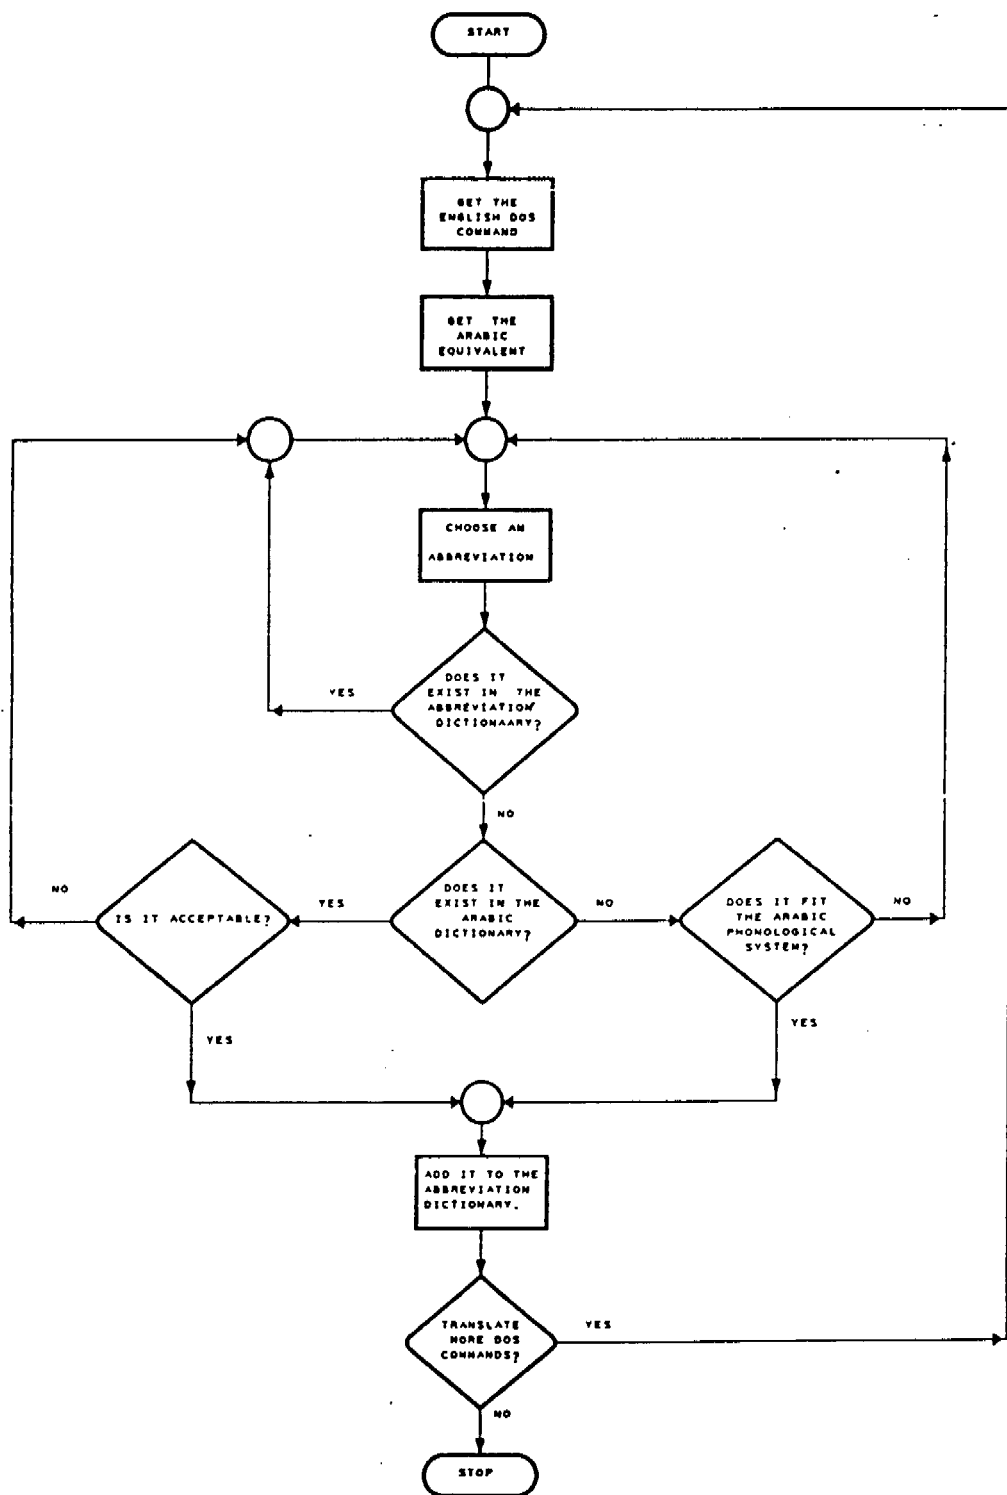 START
GET THE
ENGLISH DOS
COMMAND
GET THE
ARABIC
EQUIVALENT
CHOOSE AN
ABBREVIATION
DOES IT
EXIST IN THE
ABBREVIATION
DICTIONAARY?
YES
NO
DOES IT
EXIST IN THE
ARABIC
DICTIONARY?
YES
NO
IS IT ACCEPTABLE?
NO
YES
DOES IT FIT
THE ARABIC
PHONOLOGICAL
SYSTEM?
NO
YES
ADD IT TO THE
ABBREVIATION
DICTIONARY.
TRANSLATE
MORE DOS
COMMANDS?
YES
NO
STOP